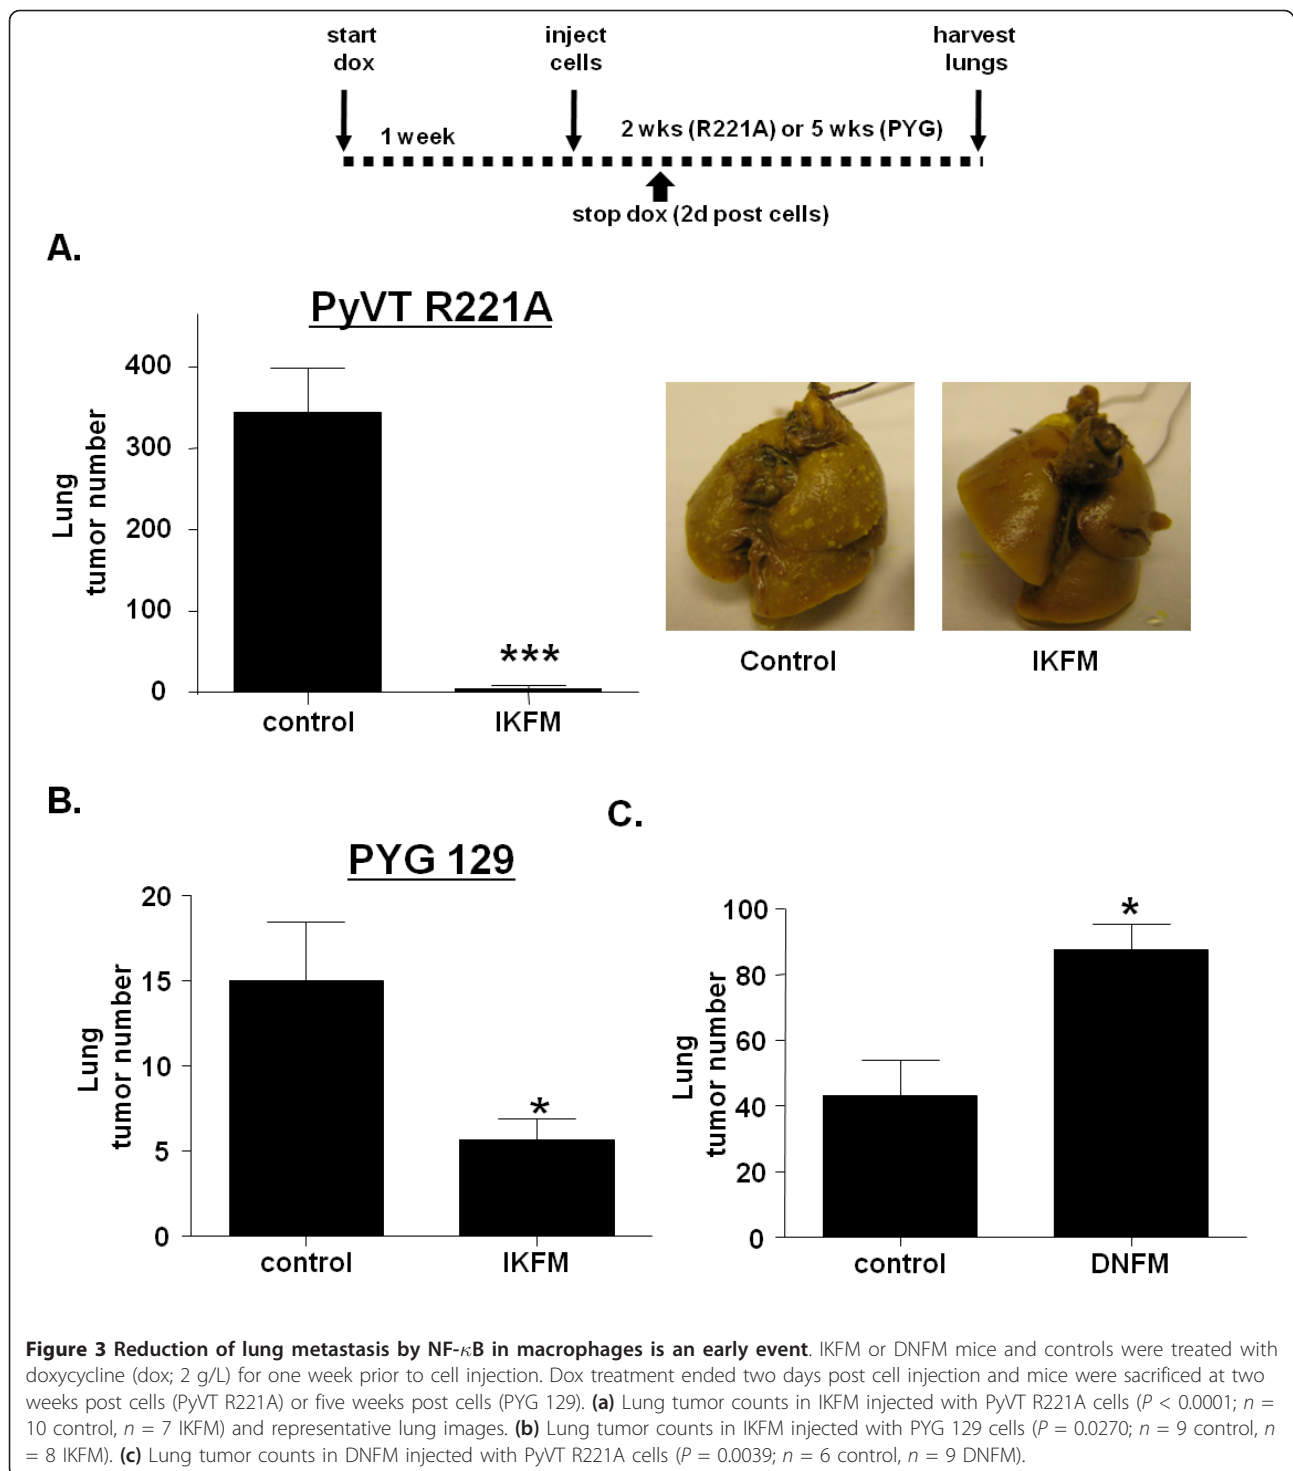 start
dox
inject
cells
harvest
lungs
1 week
2 wks (R221A) or 5 wks (PYG)
stop dox (2d post cells)
A.
PyVT R221A
Lung
tumor number
400
300
200
100
0
***
control
IKFM
Control
IKFM
B.
PYG 129
Lung
tumor number
20
15
10
5
0
*
control
IKFM
C.
Lung
tumor number
100
80
60
40
20
0
*
control
DNFM
Figure 3 Reduction of lung metastasis by NF-κB in macrophages is an early event. IKFM or DNFM mice and controls were treated with
doxycycline (dox; 2 g/L) for one week prior to cell injection. Dox treatment ended two days post cell injection and mice were sacrificed at two
weeks post cells (PyVT R221A) or five weeks post cells (PYG 129). (a) Lung tumor counts in IKFM injected with PyVT R221A cells (P < 0.0001; n =
10 control, n = 7 IKFM) and representative lung images. (b) Lung tumor counts in IKFM injected with PYG 129 cells (P = 0.0270; n = 9 control, n
= 8 IKFM). (c) Lung tumor counts in DNFM injected with PyVT R221A cells (P = 0.0039; n = 6 control, n = 9 DNFM).